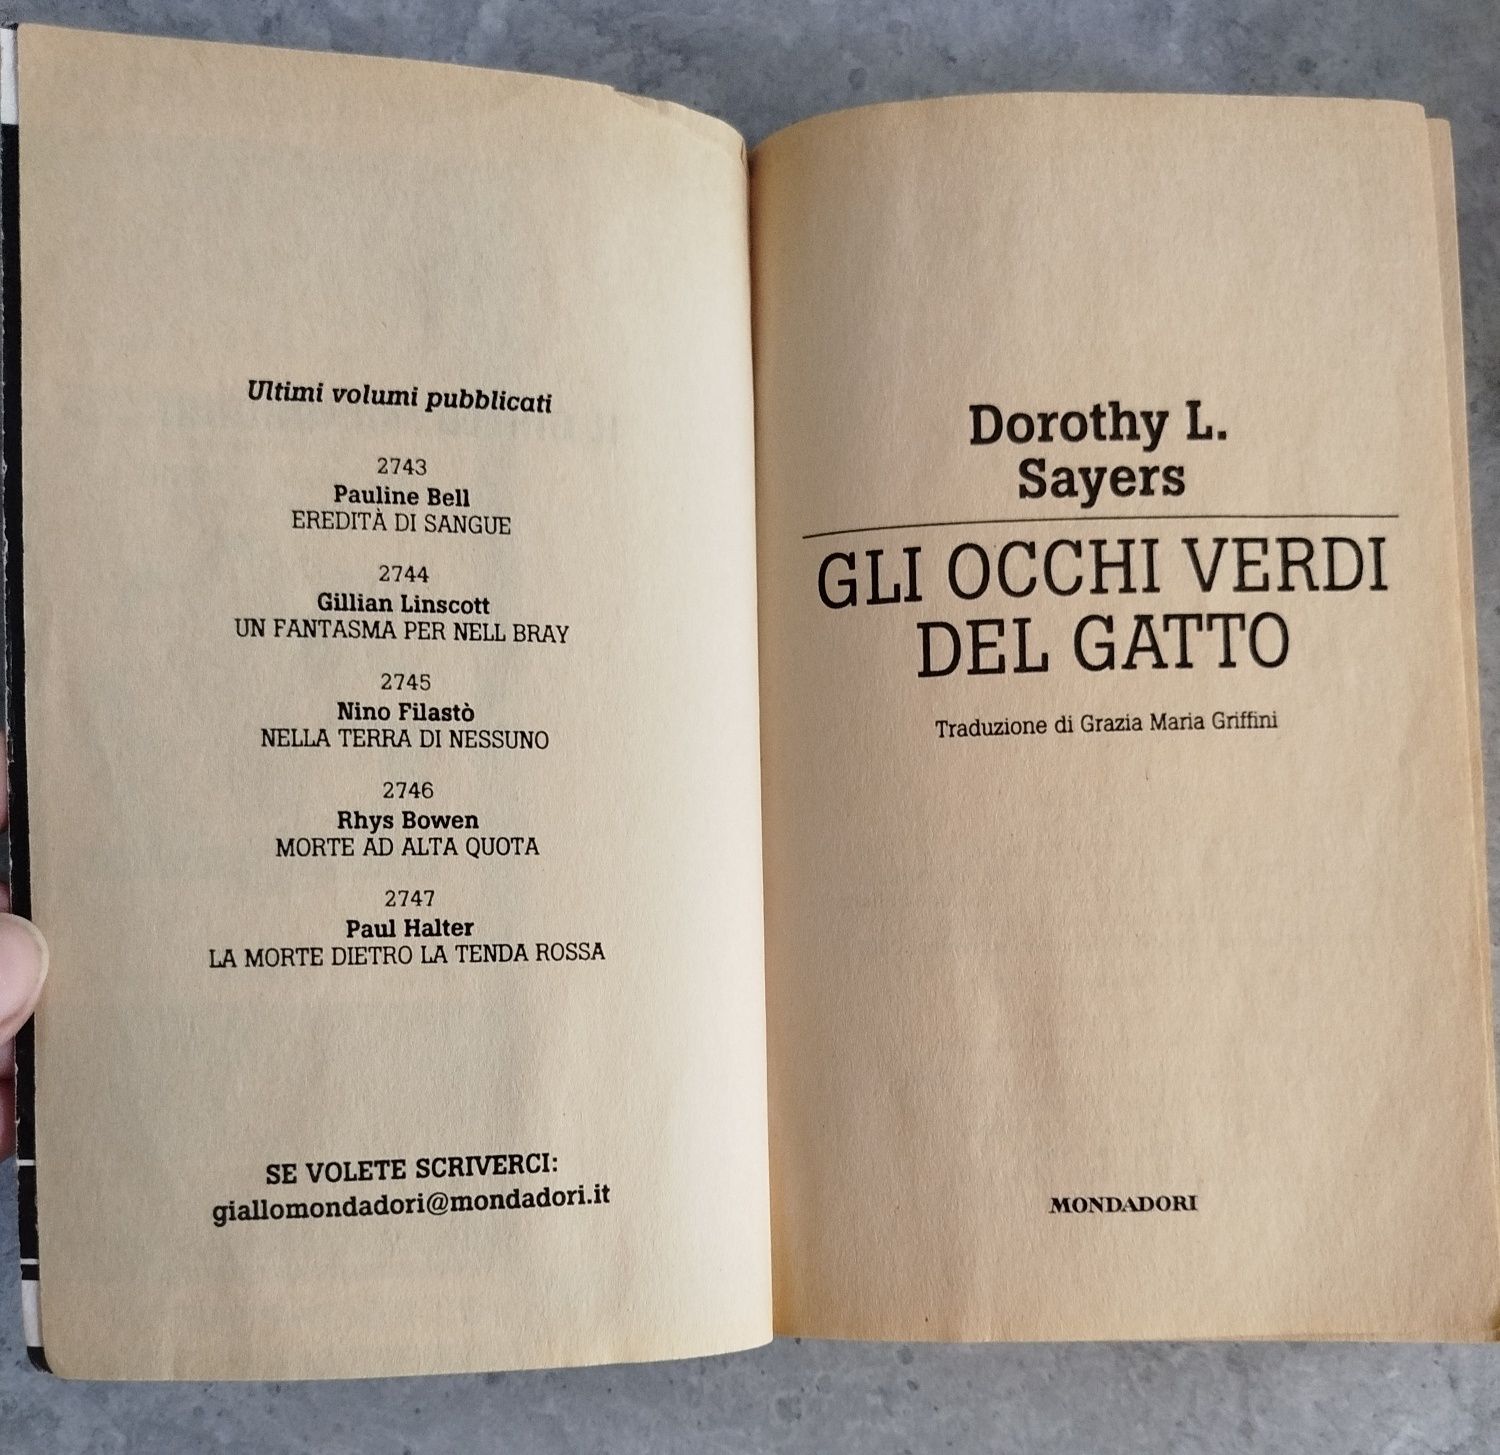 Ultimi volumi pubblicati
2743
Pauline Bell
EREDITÀ DI SANGUE
2744
Gillian Linscott
UN FANTASMA PER NELL BRAY
2745
Nino Filastò
NELLA TERRA DI NESSUNO
2746
Rhys Bowen
MORTE AD ALTA QUOTA
2747
Paul Halter
LA MORTE DIETRO LA TENDA ROSSA
SE VOLETE SCRIVERCI:
giallomondadori@mondadori.it
Dorothy L.
Sayers
GLI OCCHI VERDI
DEL GATTO
Traduzione di Grazia Maria Griffini
MONDADORI